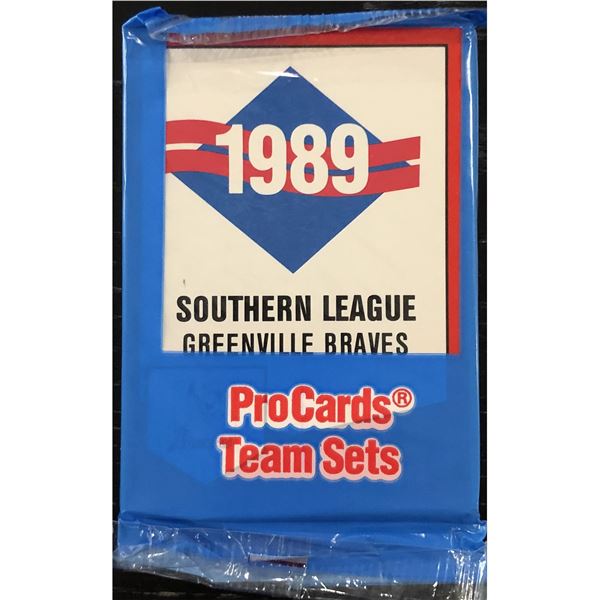 1989
SOUTHERN LEAGUE
GREENVILLE BRAVES
ProCards®
Team Sets